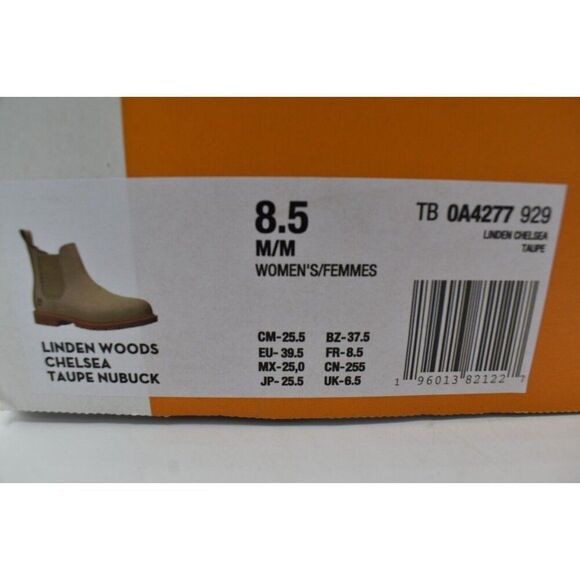 LINDEN WOODS
CHELSEA
TAUPE NUBUCK
8.5
M/M
WOMEN'S/FEMMES
CM-25.5 BZ-37.5
EU- 39.5 FR-8.5
MX-25,0 CN-255
JP-25.5 UK-6.5
TB 0A4277 929
LINDEN CHELSEA
TAUPE
1 96013 82122 7